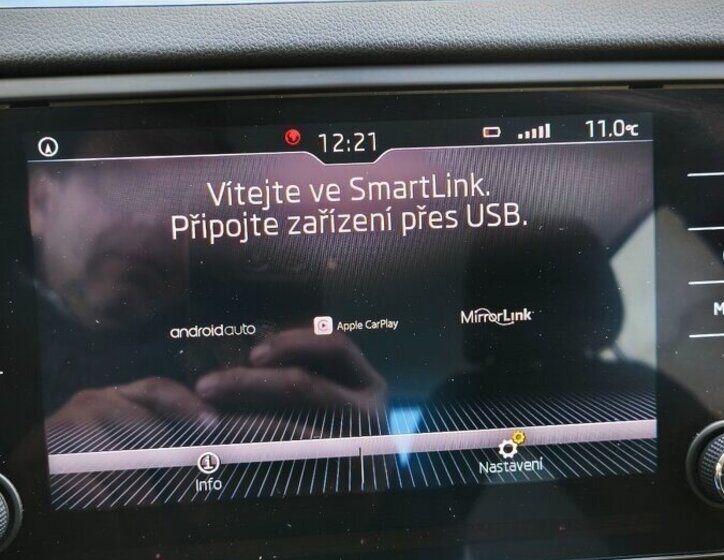 12:21
11.0°C
Vítejte ve SmartLink.
Připojte zařízení přes USB.
androidauto
Apple CarPlay
MirrorLink
Info
Nastavení
M